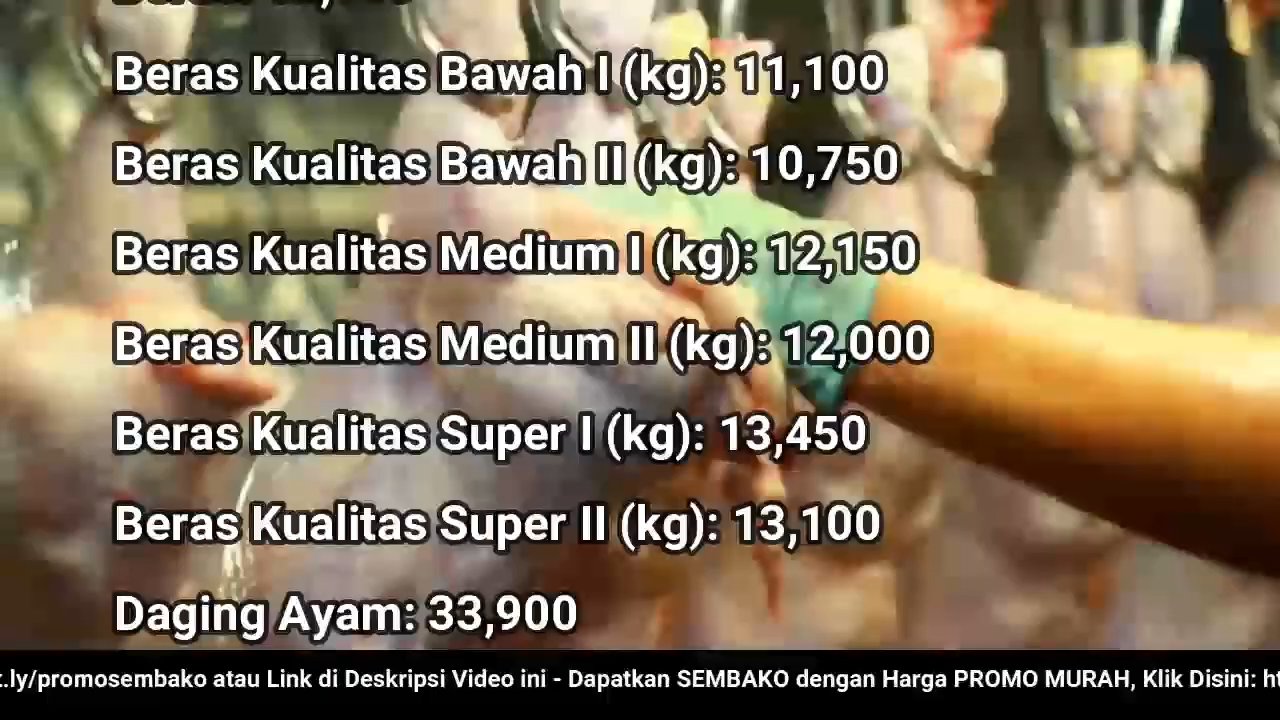 Beras Kualitas Bawah I (kg): 11,100
Beras Kualitas Bawah II (kg): 10,750
Beras Kualitas Medium I (kg): 12,150
Beras Kualitas Medium II (kg): 12,000
Beras Kualitas Super I (kg): 13,450
Beras Kualitas Super II (kg): 13,100
Daging Ayam: 33,900
.ly/promosembako atau Link di Deskripsi Video ini - Dapatkan SEMBAKO dengan Harga PROMO MURAH, Klik Disini: